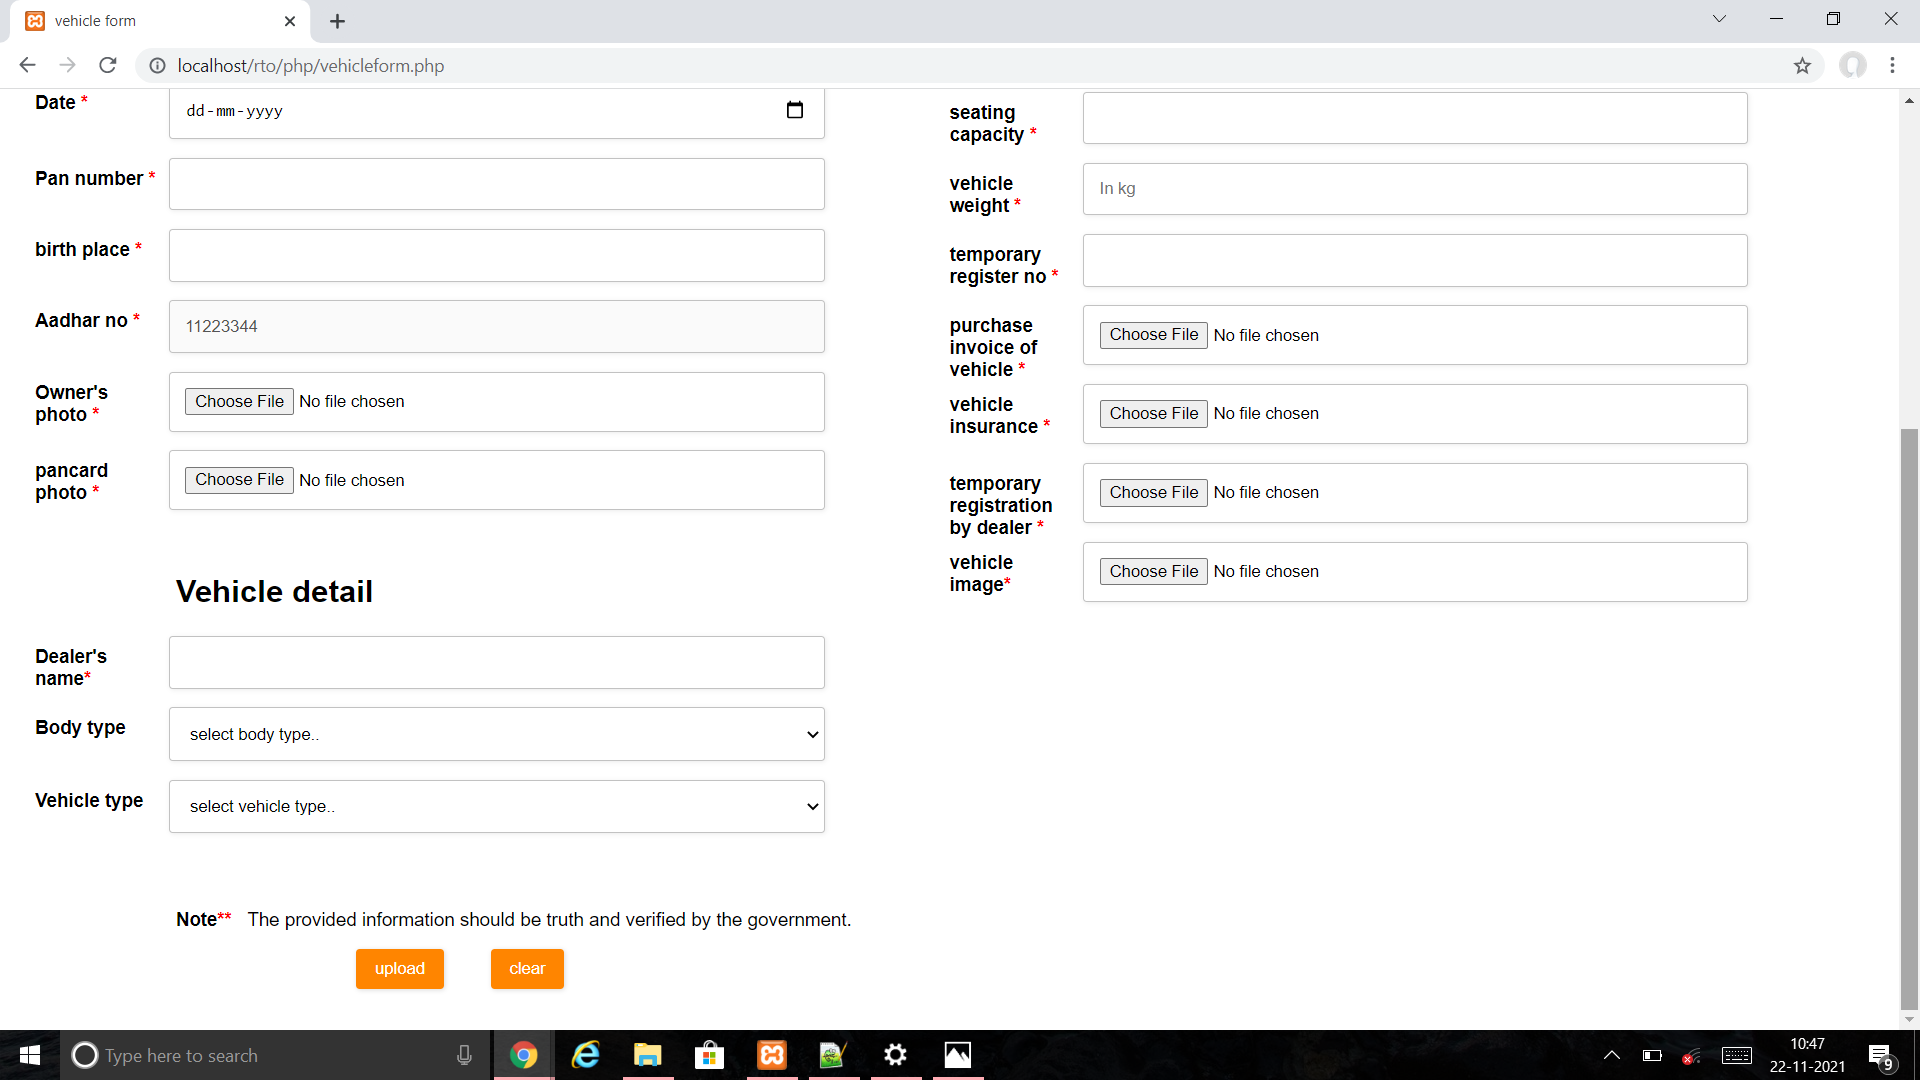 vehicle form
localhost/rto/php/vehicleform.php
Date *
dd-mm-yyyy
Pan number *
birth place *
Aadhar no *
11223344
Owner's
photo *
Choose File No file chosen
pancard
photo *
Choose File No file chosen
Vehicle detail
Dealer's
name*
Body type
select body type..
Vehicle type
select vehicle type..
seating
capacity *
vehicle
weight *
In kg
temporary
register no *
purchase
invoice of
vehicle *
Choose File No file chosen
vehicle
insurance *
Choose File No file chosen
temporary
registration
by dealer *
Choose File No file chosen
vehicle
image*
Choose File No file chosen
Note** The provided information should be truth and verified by the government.
upload clear
Type here to search
10:47
22-11-2021
9